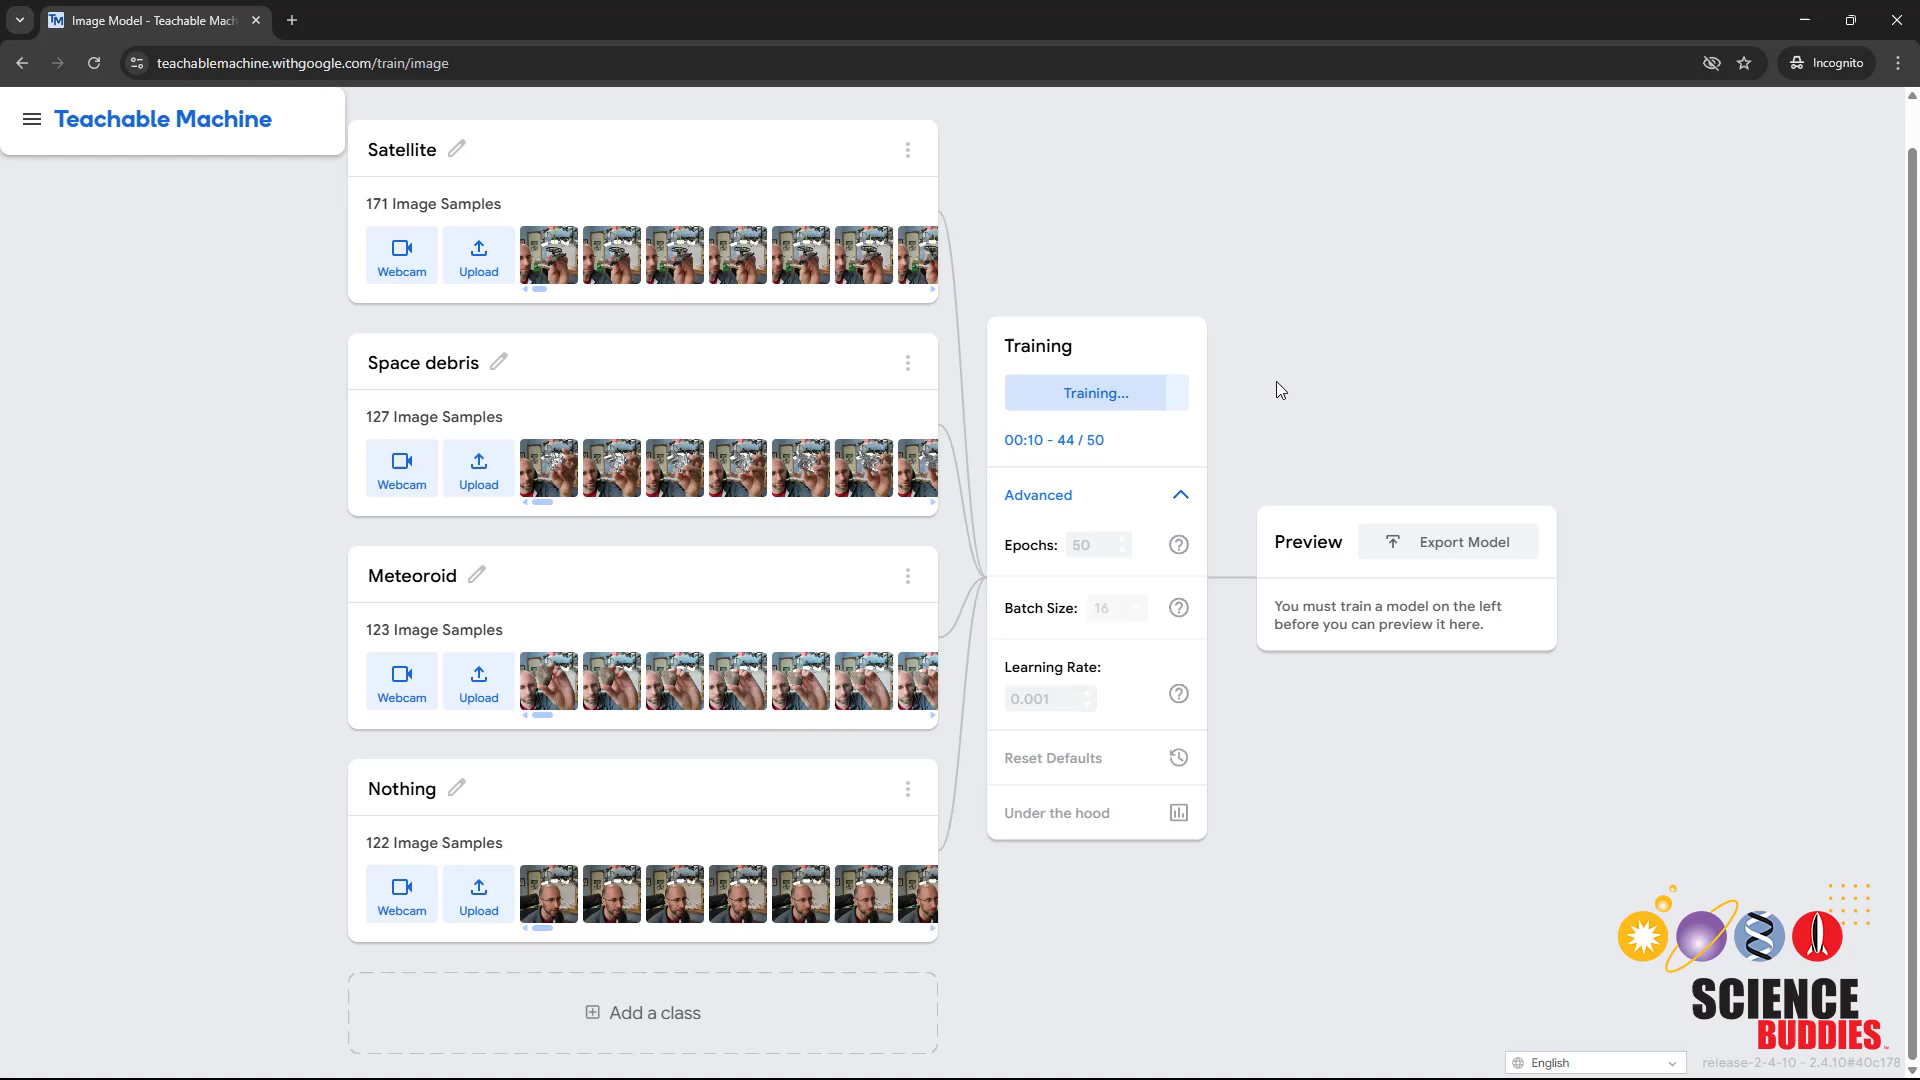 Image Model - Teachable Mach
teachablemachine.withgoogle.com/train/image
Incognito
Teachable Machine
Satellite
171 Image Samples
Webcam
Upload
Space debris
127 Image Samples
Webcam
Upload
Meteoroid
123 Image Samples
Webcam
Upload
Nothing
122 Image Samples
Webcam
Upload
Add a class
Training
Training...
00:10 - 44 / 50
Advanced
Epochs: 50
Batch Size: 16
Learning Rate:
0.001
Reset Defaults
Under the hood
Preview
Export Model
You must train a model on the left
before you can preview it here.
SCIENCE
BUDDIES
English
release-2-4-10 - 2.4.10#40c178